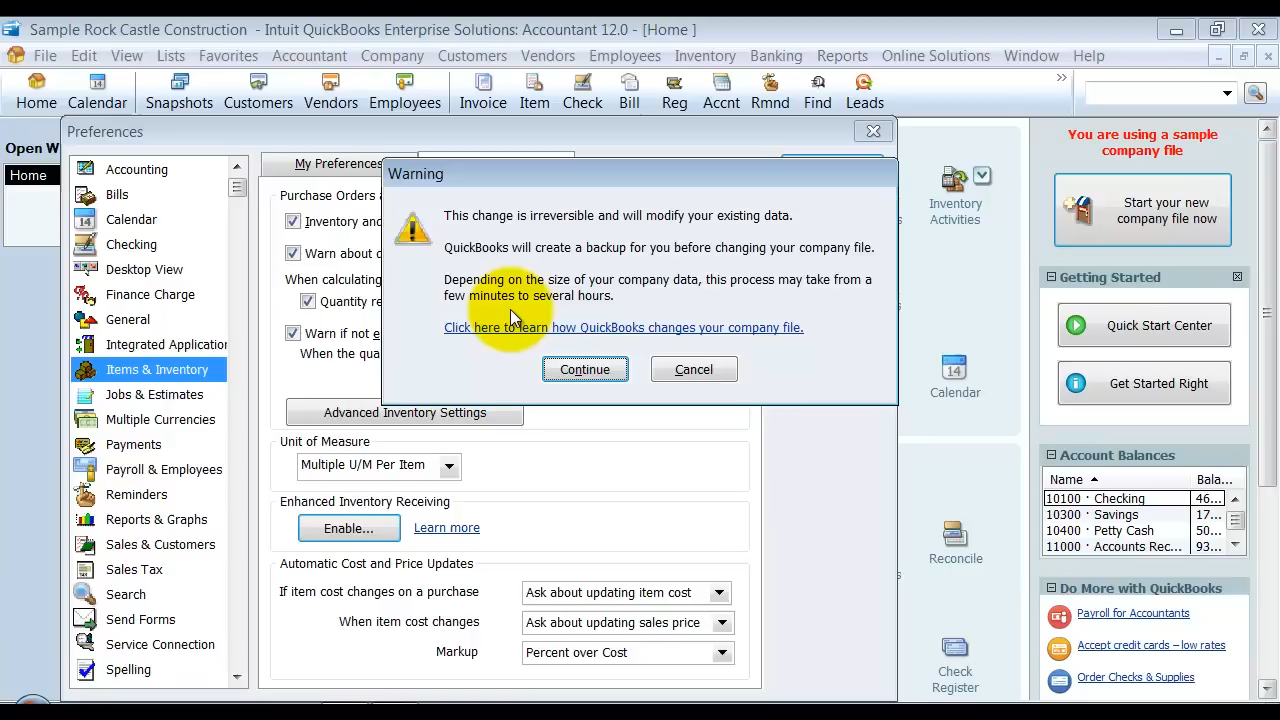 Sample Rock Castle Construction - Intuit QuickBooks Enterprise Solutions: Accountant 12.0 - [Home ]
File Edit View Lists Favorites Accountant Company Customers Vendors Employees Inventory Banking Reports Online Solutions Window Help
Home Calendar Snapshots Customers Vendors Employees Invoice Item Check Bill Reg Accnt Rmnd Find Leads
Open W
Home
Preferences
Accounting
Bills
Calendar
Checking
Desktop View
Finance Charge
General
Integrated Application
Items & Inventory
Jobs & Estimates
Multiple Currencies
Payments
Payroll & Employees
Reminders
Reports & Graphs
Sales & Customers
Sales Tax
Search
Send Forms
Service Connection
Spelling
My Preferences
Purchase Orders a
Inventory and
Warn about d
When calculating
Quantity re
Warn if not e
When the qua
Advanced Inventory Settings
Unit of Measure
Multiple U/M Per Item
Enhanced Inventory Receiving
Enable... Learn more
Automatic Cost and Price Updates
If item cost changes on a purchase Ask about updating item cost
When item cost changes Ask about updating sales price
Markup Percent over Cost
Warning
This change is irreversible and will modify your existing data.
QuickBooks will create a backup for you before changing your company file.
Depending on the size of your company data, this process may take from a
few minutes to several hours.
Click here to learn how QuickBooks changes your company file.
Continue Cancel
Inventory
Activities
14
Calendar
Reconcile
Check
Register
You are using a sample
company file
Start your new
company file now
Getting Started
Quick Start Center
Get Started Right
Account Balances
Name Bala...
10100 · Checking 46...
10300 · Savings 17...
10400 · Petty Cash 50...
11000 · Accounts Rec... 93...
Do More with QuickBooks
Payroll for Accountants
Accept credit cards – low rates
Order Checks & Supplies